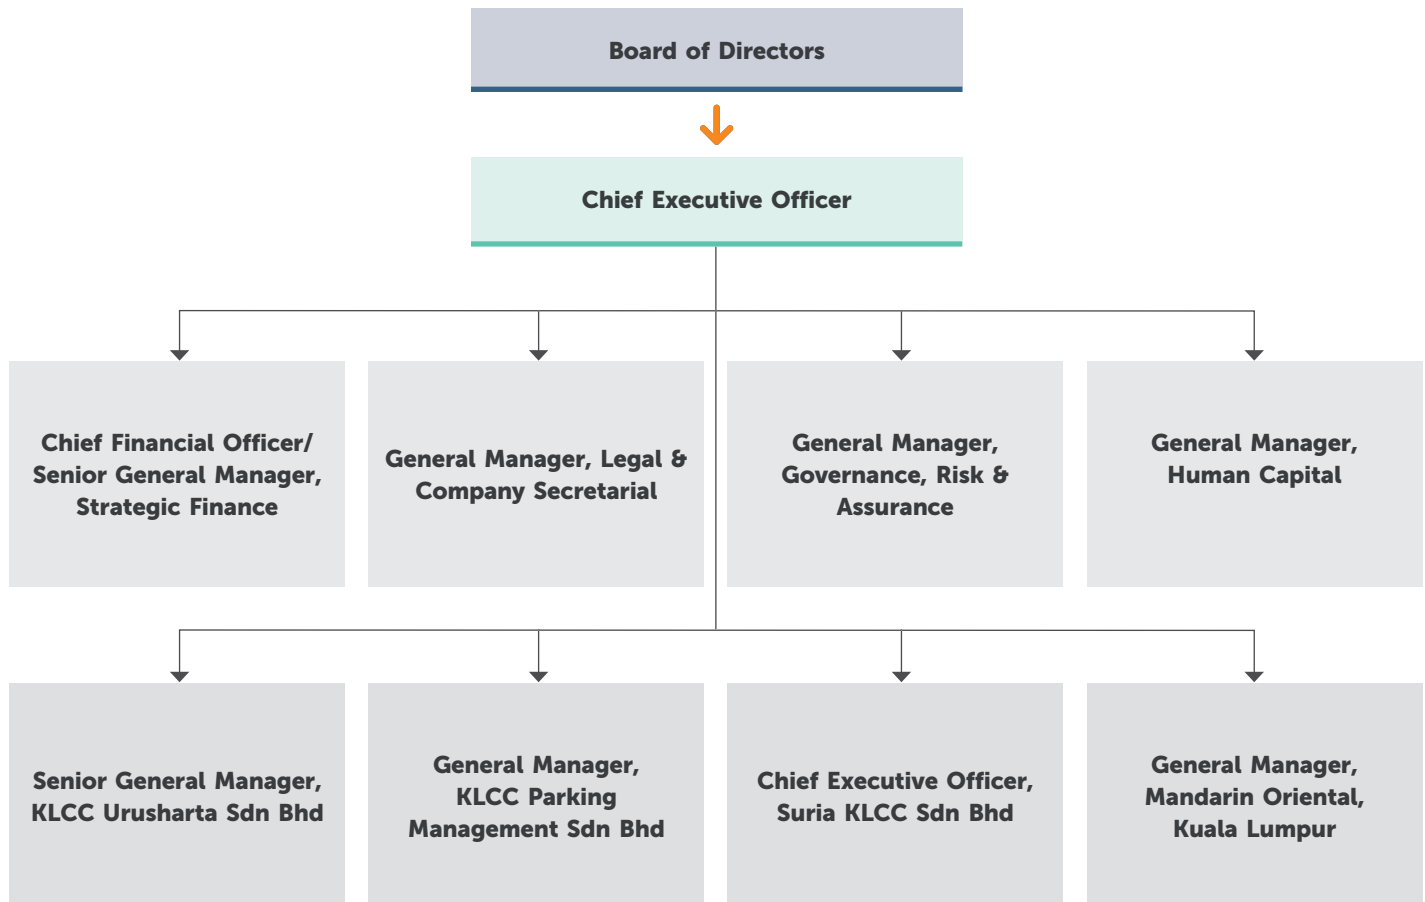 Board of Directors
Chief Executive Officer
Chief Financial Officer/
Senior General Manager,
Strategic Finance
General Manager, Legal &
Company Secretarial
General Manager,
Governance, Risk &
Assurance
General Manager,
Human Capital
Senior General Manager,
KLCC Urusharta Sdn Bhd
General Manager,
KLCC Parking
Management Sdn Bhd
Chief Executive Officer,
Suria KLCC Sdn Bhd
General Manager,
Mandarin Oriental,
Kuala Lumpur